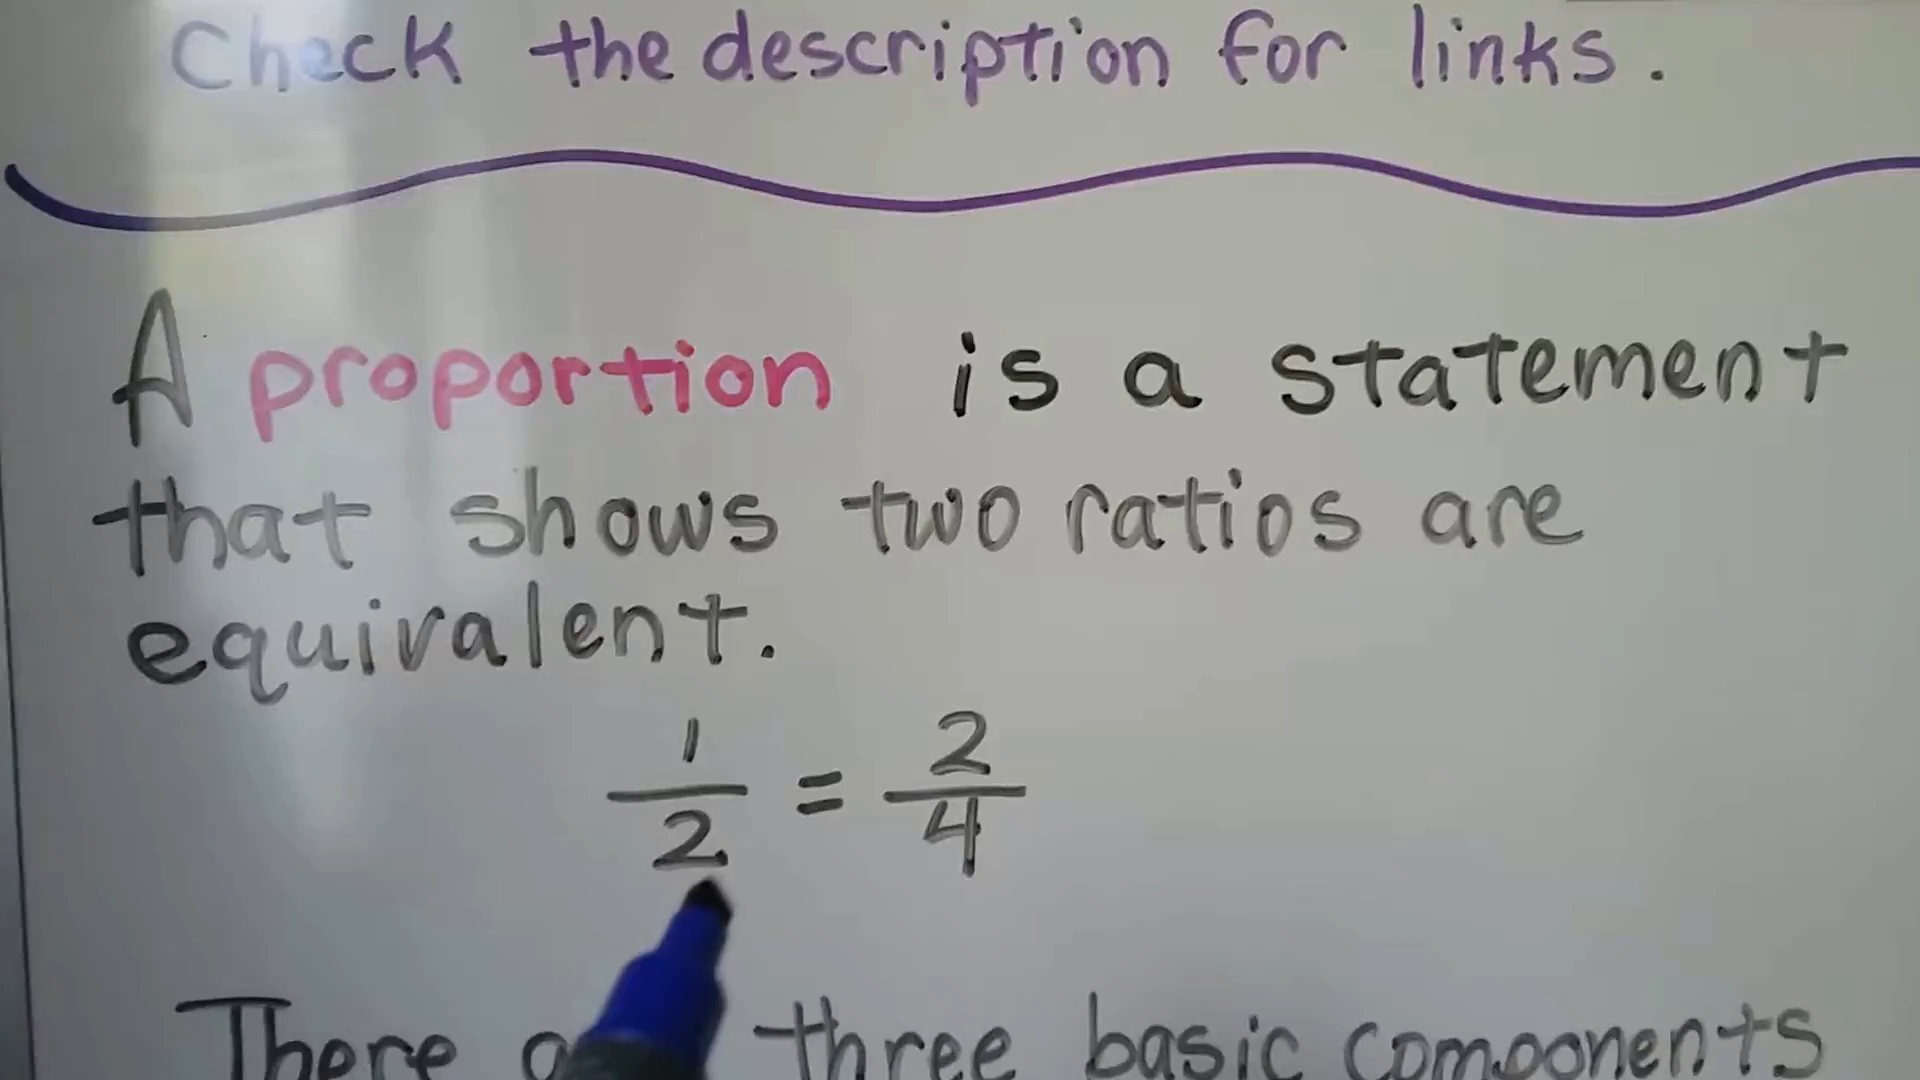 Check the description for links.
A proportion is a statement
that shows two ratios are
equivalent.
1/2 = 2/4
There three basic components